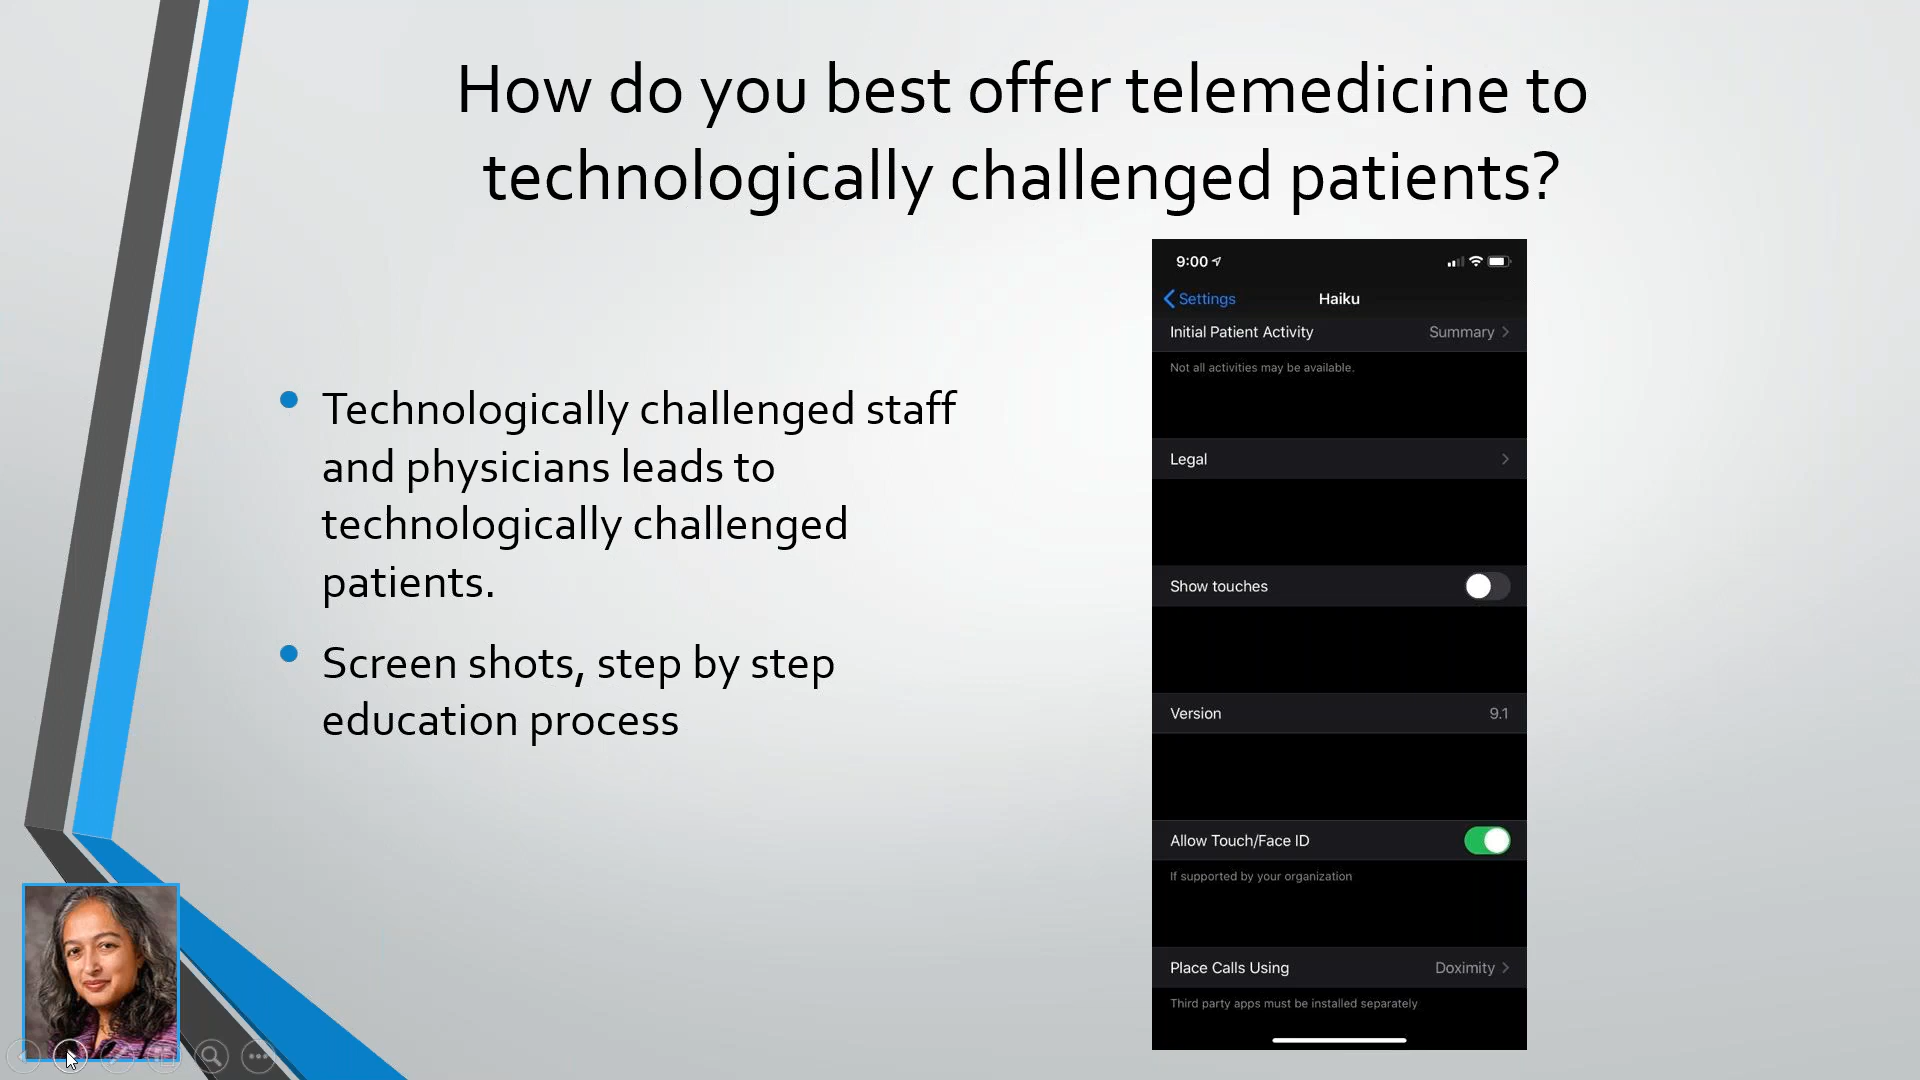 How do you best offer telemedicine to
technologically challenged patients?
Technologically challenged staff
and physicians leads to
technologically challenged
patients.
Screen shots, step by step
education process
9:00
Settings
Haiku
Initial Patient Activity
Summary
Not all activities may be available.
Legal
Show touches
Version
9.1
Allow Touch/Face ID
If supported by your organization
Place Calls Using
Doximity
Third party apps must be installed separately